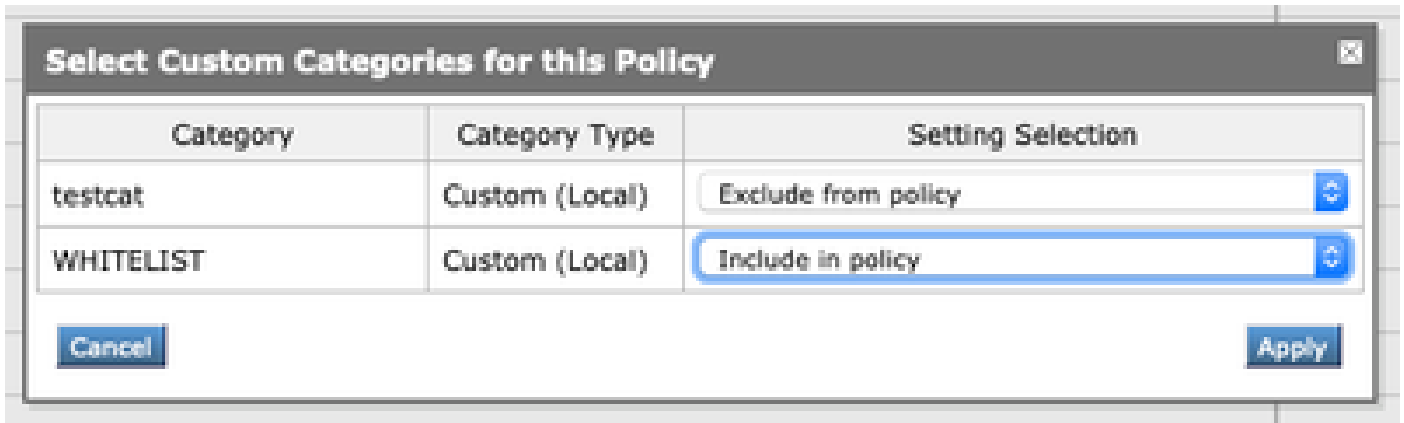 Select Custom Categories for this Policy
Category Category Type Setting Selection
testcat Custom (Local) Exclude from policy
WHITELIST Custom (Local) Include in policy
Cancel Apply